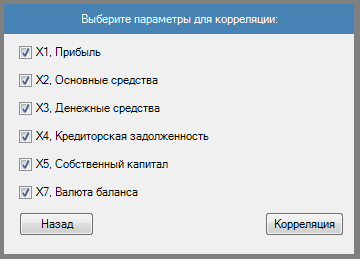 Выберите параметры для корреляции:
X1, Прибыль
X2, Основные средства
X3, Денежные средства
X4, Кредиторская задолженность
X5, Собственный капитал
X7, Валюта баланса
Назад
Корреляция